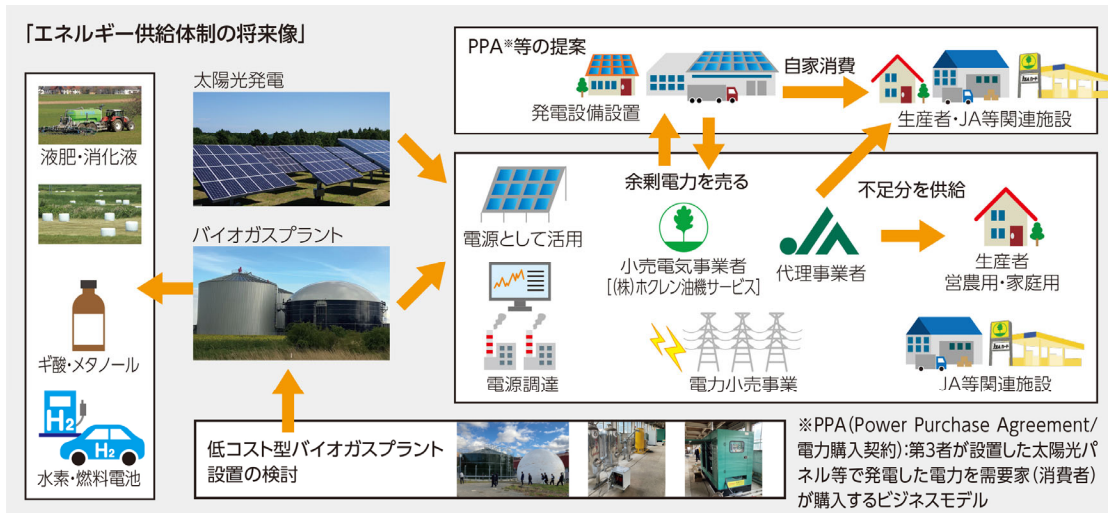 「エネルギー供給体制の将来像」
液肥・消化液
ギ酸・メタノール
H₂
H₂
水素・燃料電池
太陽光発電
バイオガスプラント
低コスト型バイオガスプラント
設置の検討
PPA※等の提案
発電設備設置
自家消費
生産者・JA等関連施設
余剰電力を売る
不足分を供給
電源として活用
小売電気事業者
[(株)ホクレン油機サービス]
代理事業者
生産者
営農用・家庭用
電源調達
電力小売事業
JA等関連施設
※PPA(Power Purchase Agreement/
電力購入契約):第3者が設置した太陽光パ
ネル等で発電した電力を需要家(消費者)
が購入するビジネスモデル